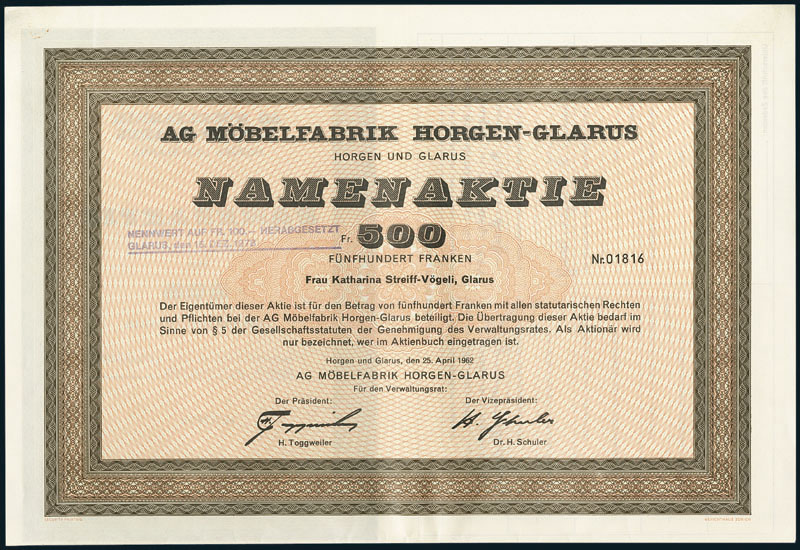 AG MÖBELFABRIK HORGEN-GLARUS
HORGEN UND GLARUS
NAMENAKTIE
NENNWERT AUF FR. 100.— HERABGESETZT
GLARUS, den 15. DEZ. 1978
Fr. 500
FÜNFHUNDERT FRANKEN
Nr. 01816
Frau Katharina Streiff-Vögeli, Glarus
Der Eigentümer dieser Aktie ist für den Betrag von fünfhundert Franken mit allen statutarischen Rechten
und Pflichten bei der AG Möbelfabrik Horgen-Glarus beteiligt. Die Übertragung dieser Aktie bedarf im
Sinne von § 5 der Gesellschaftsstatuten der Genehmigung des Verwaltungsrates. Als Aktionär wird
nur bezeichnet, wer im Aktienbuch eingetragen ist.
Horgen und Glarus, den 25. April 1962
AG MÖBELFABRIK HORGEN-GLARUS
Für den Verwaltungsrat:
Der Präsident: Der Vizepräsident:
H. Toggweiler Dr. H. Schuler